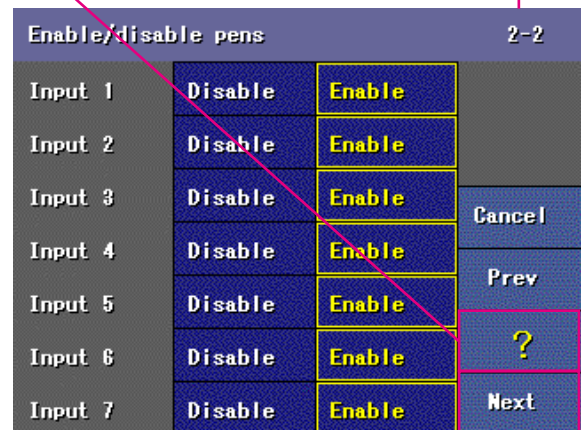 Enable/disable pens 2-2
Input 1 Disable Enable
Input 2 Disable Enable
Input 3 Disable Enable
Cancel
Input 4 Disable Enable
Prev
Input 5 Disable Enable
?
Input 6 Disable Enable
Input 7 Disable Enable Next